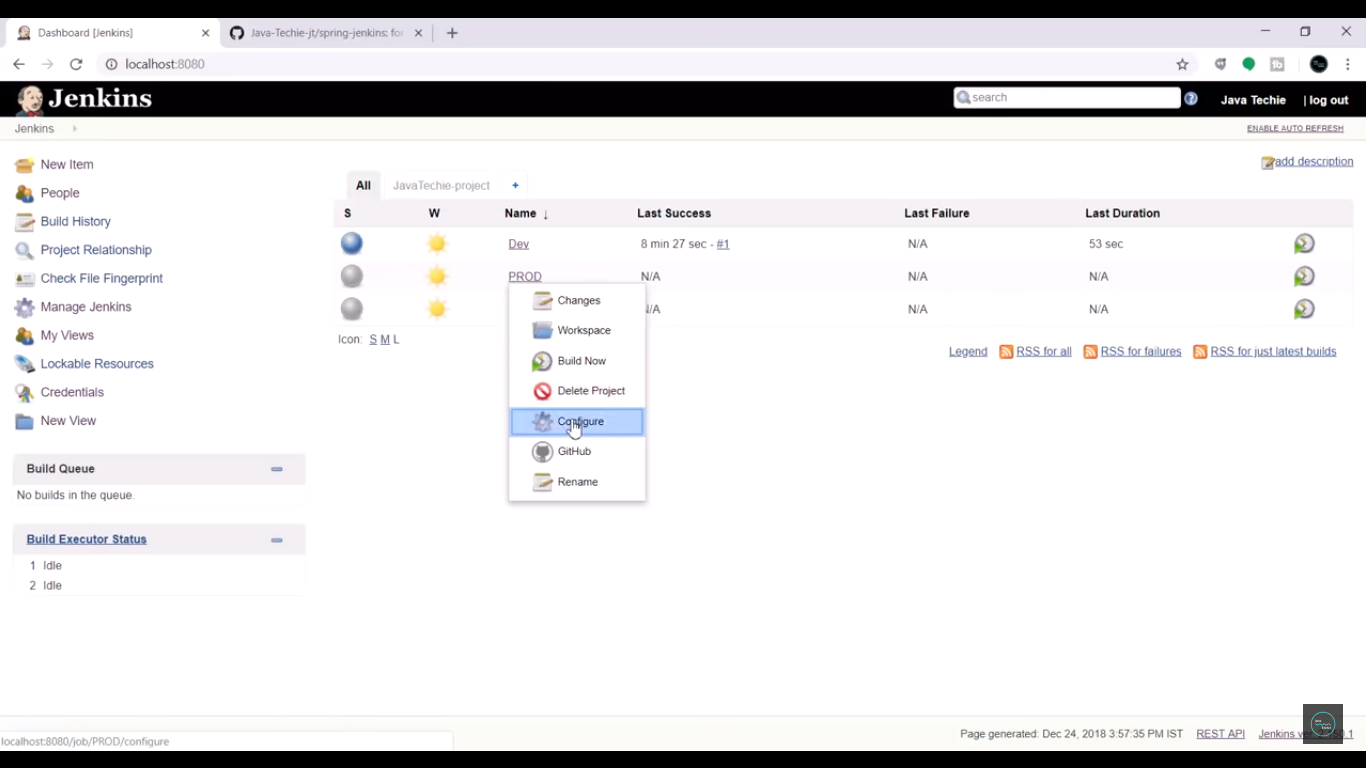 Dashboard [Jenkins]
Java-Techie-jt/spring-jenkins: for
localhost:8080
Jenkins
search
Java Techie | log out
Jenkins
ENABLE AUTO REFRESH
New Item
People
Build History
Project Relationship
Check File Fingerprint
Manage Jenkins
My Views
Lockable Resources
Credentials
New View
add description
All JavaTechie-project +
S W Name ↓ Last Success Last Failure Last Duration
Dev 8 min 27 sec - #1 N/A 53 sec
PROD N/A N/A N/A
N/A N/A
Icon: S M L
Legend RSS for all RSS for failures RSS for just latest builds
Changes
Workspace
Build Now
Delete Project
Configure
GitHub
Rename
Build Queue
No builds in the queue.
Build Executor Status
1 Idle
2 Idle
localhost:8080/job/PROD/configure
Page generated: Dec 24, 2018 3:57:35 PM IST REST API Jenkins